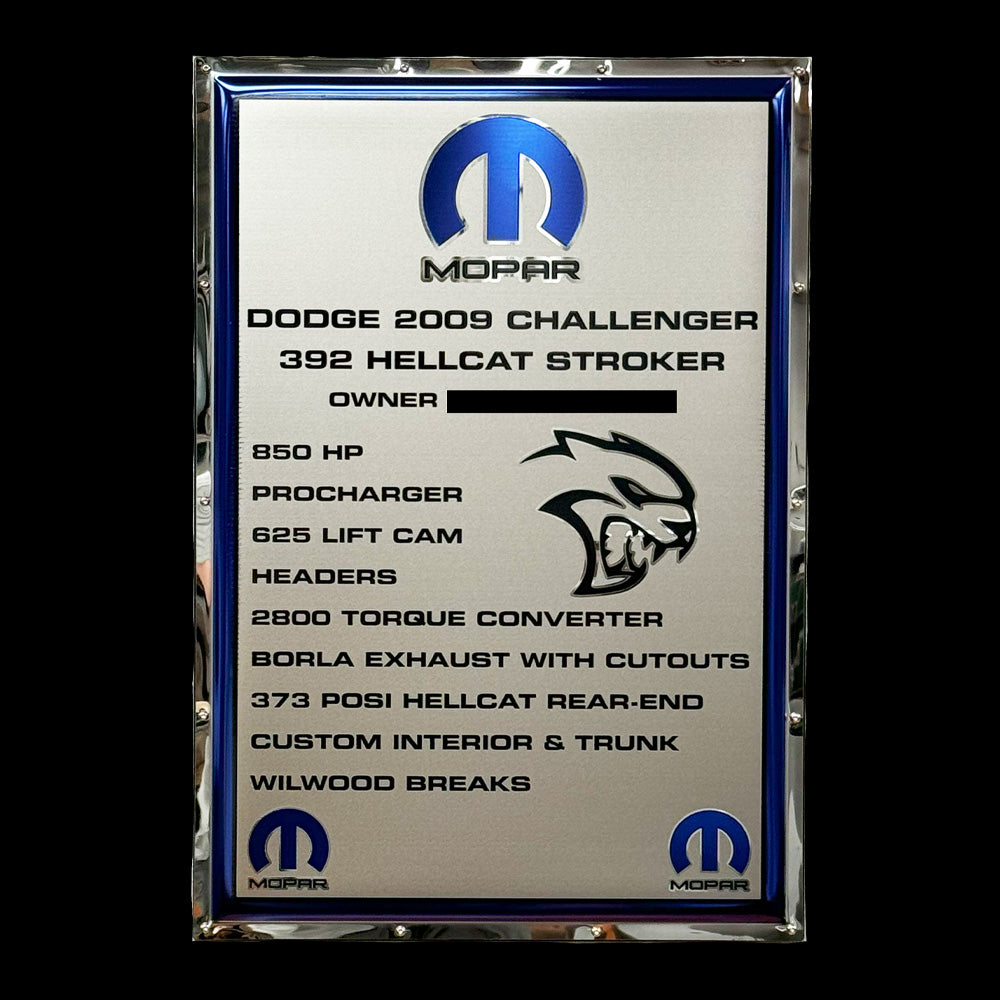 MOPAR
DODGE 2009 CHALLENGER
392 HELLCAT STROKER
OWNER
850 HP
PROCHARGER
625 LIFT CAM
HEADERS
2800 TORQUE CONVERTER
BORLA EXHAUST WITH CUTOUTS
373 POSI HELLCAT REAR-END
CUSTOM INTERIOR & TRUNK
WILWOOD BREAKS
MOPAR
MOPAR